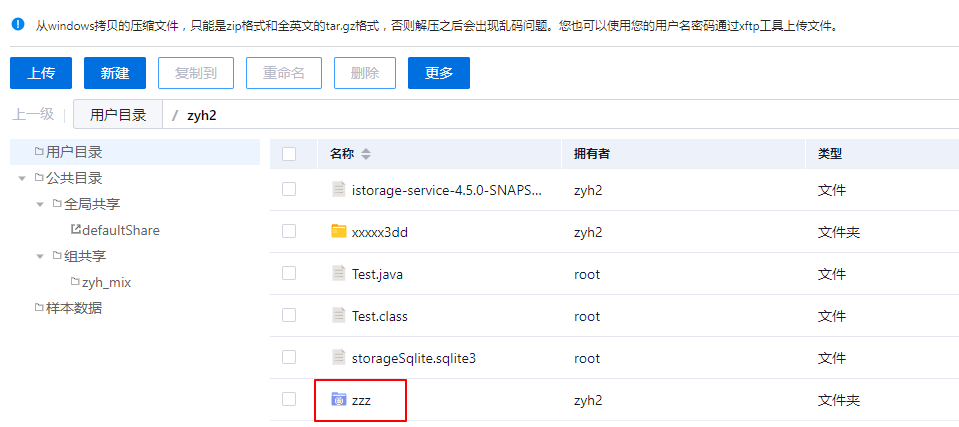 从windows拷贝的压缩文件，只能是zip格式和全英文的tar.gz格式，否则解压之后会出现乱码问题。您也可以使用您的用户名密码通过xftp工具上传文件。
上传 新建 复制到 重命名 删除 更多
上一级 用户目录 / zyh2
用户目录
公共目录
全局共享
defaultShare
组共享
zyh_mix
样本数据
名称 拥有者 类型
istorage-service-4.5.0-SNAPS... zyh2 文件
xxxxx3dd zyh2 文件夹
Test.java root 文件
Test.class root 文件
storageSqlite.sqlite3 root 文件
zzz zyh2 文件夹